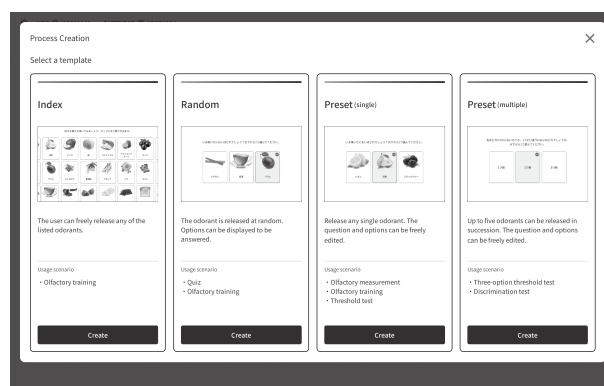 Process Creation
Select a template
Index
The user can freely release any of the
listed odorants.
Usage scenario
・Olfactory training
Create
Random
The odorant is released at random.
Options can be displayed to be
answered.
Usage scenario
・Quiz
・Olfactory training
Create
Preset (single)
Release any single odorant. The
question and options can be freely
edited.
Usage scenario
・Olfactory measurement
・Olfactory training
・Threshold test
Create
Preset (multiple)
Up to five odorants can be released in
succession. The question and options
can be freely edited.
Usage scenario
・Three-option threshold test
・Discrimination test
Create